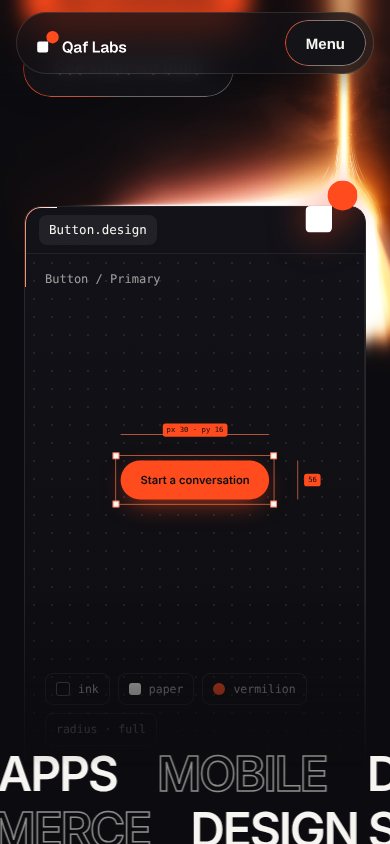 Qaf Labs
Menu
Button.design
Button / Primary
px 30 · py 16
Start a conversation
56
ink
paper
vermilion
radius · full
APPS MOBILE D
MERCE DESIGN S